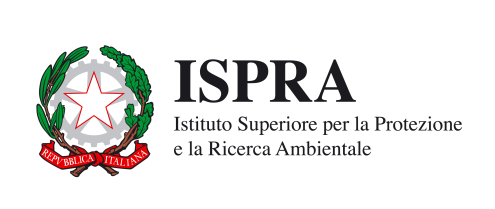 ISPRA
Istituto Superiore per la Protezione
e la Ricerca Ambientale
REPVBBLICA ITALIANA